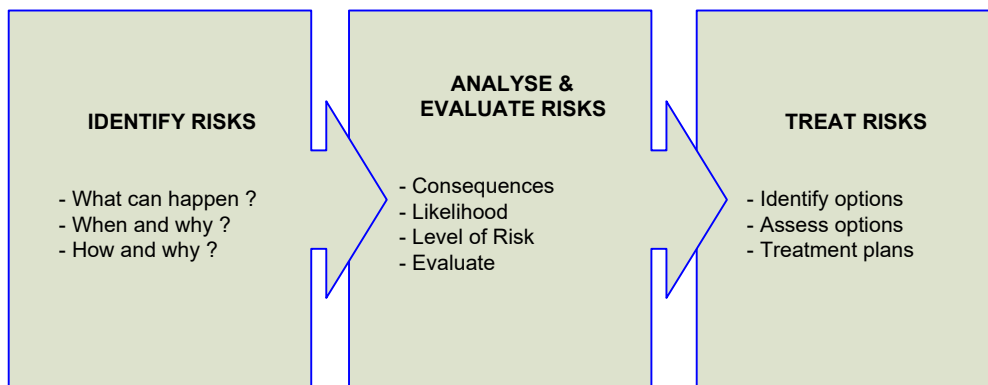 IDENTIFY RISKS
- What can happen ?
- When and why ?
- How and why ?
ANALYSE &
EVALUATE RISKS
- Consequences
- Likelihood
- Level of Risk
- Evaluate
TREAT RISKS
- Identify options
- Assess options
- Treatment plans